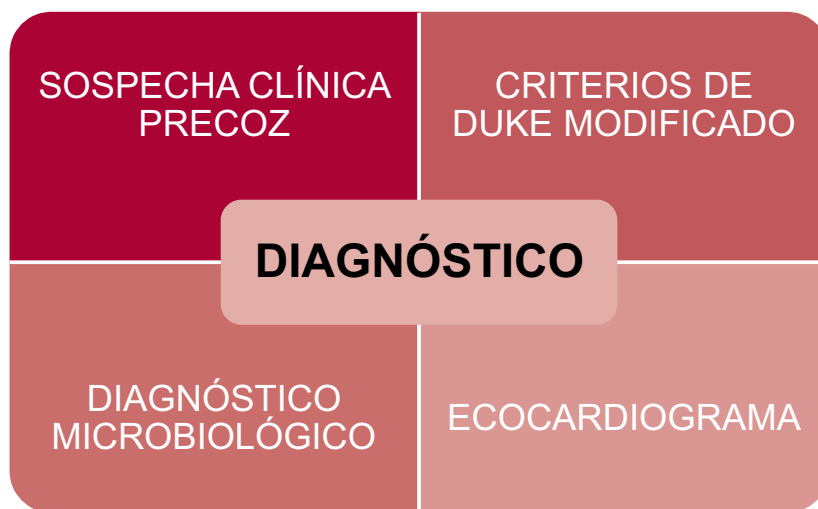 SOSPECHA CLÍNICA
PRECOZ
CRITERIOS DE
DUKE MODIFICADO
DIAGNÓSTICO
DIAGNÓSTICO
MICROBIOLÓGICO
ECOCARDIOGRAMA